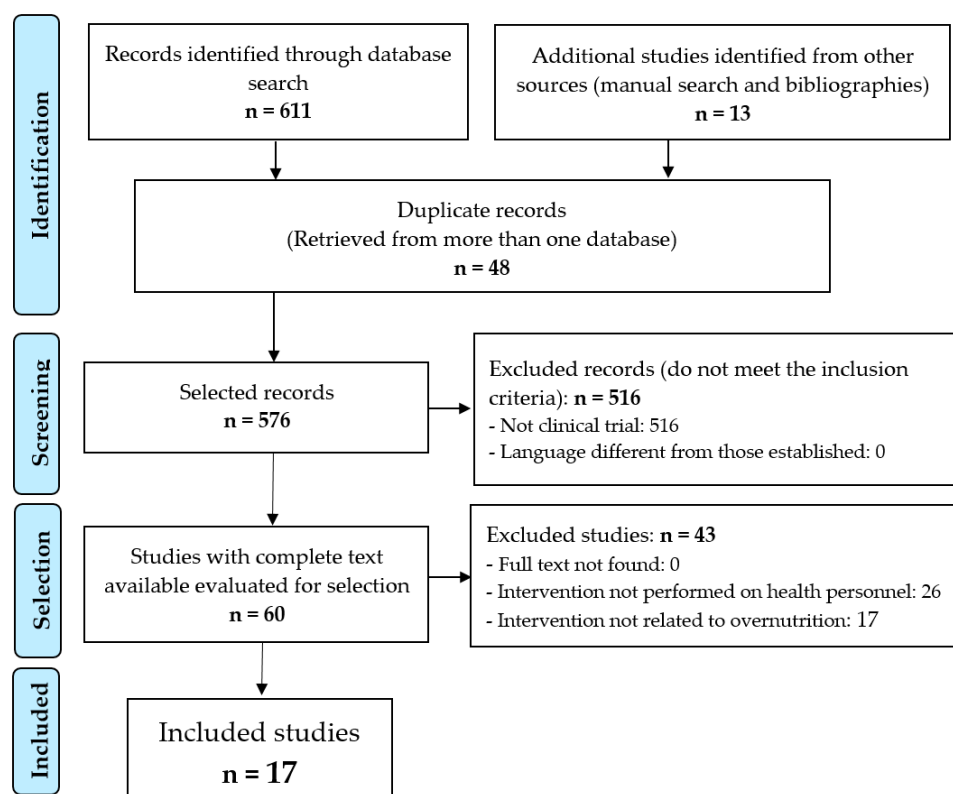 Identification
Records identified through database
search
n = 611
Additional studies identified from other
sources (manual search and bibliographies)
n = 13
Duplicate records
(Retrieved from more than one database)
n = 48
Screening
Selected records
n = 576
Excluded records (do not meet the inclusion
criteria): n = 516
- Not clinical trial: 516
- Language different from those established: 0
Selection
Studies with complete text
available evaluated for selection
n = 60
Excluded studies: n = 43
- Full text not found: 0
- Intervention not performed on health personnel: 26
- Intervention not related to overnutrition: 17
Included
Included studies
n = 17